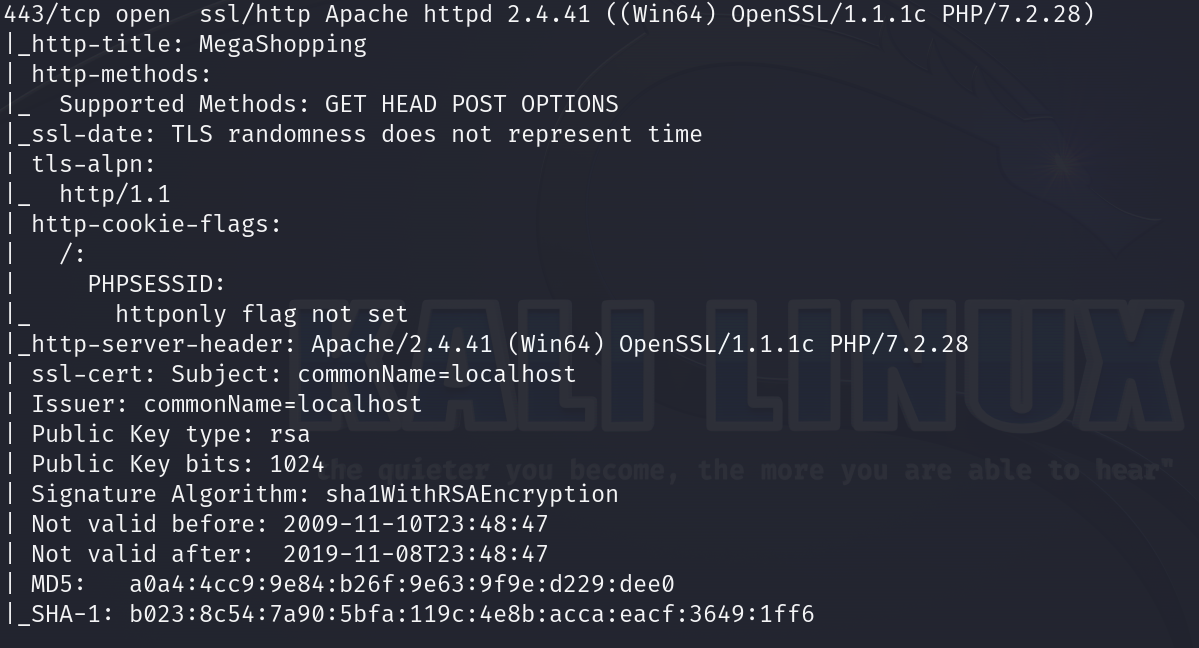 443/tcp open  ssl/http Apache httpd 2.4.41 ((Win64) OpenSSL/1.1.1c PHP/7.2.28)
|_http-title: MegaShopping
| http-methods:
|_  Supported Methods: GET HEAD POST OPTIONS
|_ssl-date: TLS randomness does not represent time
| tls-alpn:
|_  http/1.1
| http-cookie-flags:
|   /:
|     PHPSESSID:
|_      httponly flag not set
|_http-server-header: Apache/2.4.41 (Win64) OpenSSL/1.1.1c PHP/7.2.28
| ssl-cert: Subject: commonName=localhost
| Issuer: commonName=localhost
| Public Key type: rsa
| Public Key bits: 1024
| Signature Algorithm: sha1WithRSAEncryption
| Not valid before: 2009-11-10T23:48:47
| Not valid after:  2019-11-08T23:48:47
| MD5:   a0a4:4cc9:9e84:b26f:9e63:9f9e:d229:dee0
|_SHA-1: b023:8c54:7a90:5bfa:119c:4e8b:acca:eacf:3649:1ff6
KALI LINUX
the quieter you become, the more you are able to hear"